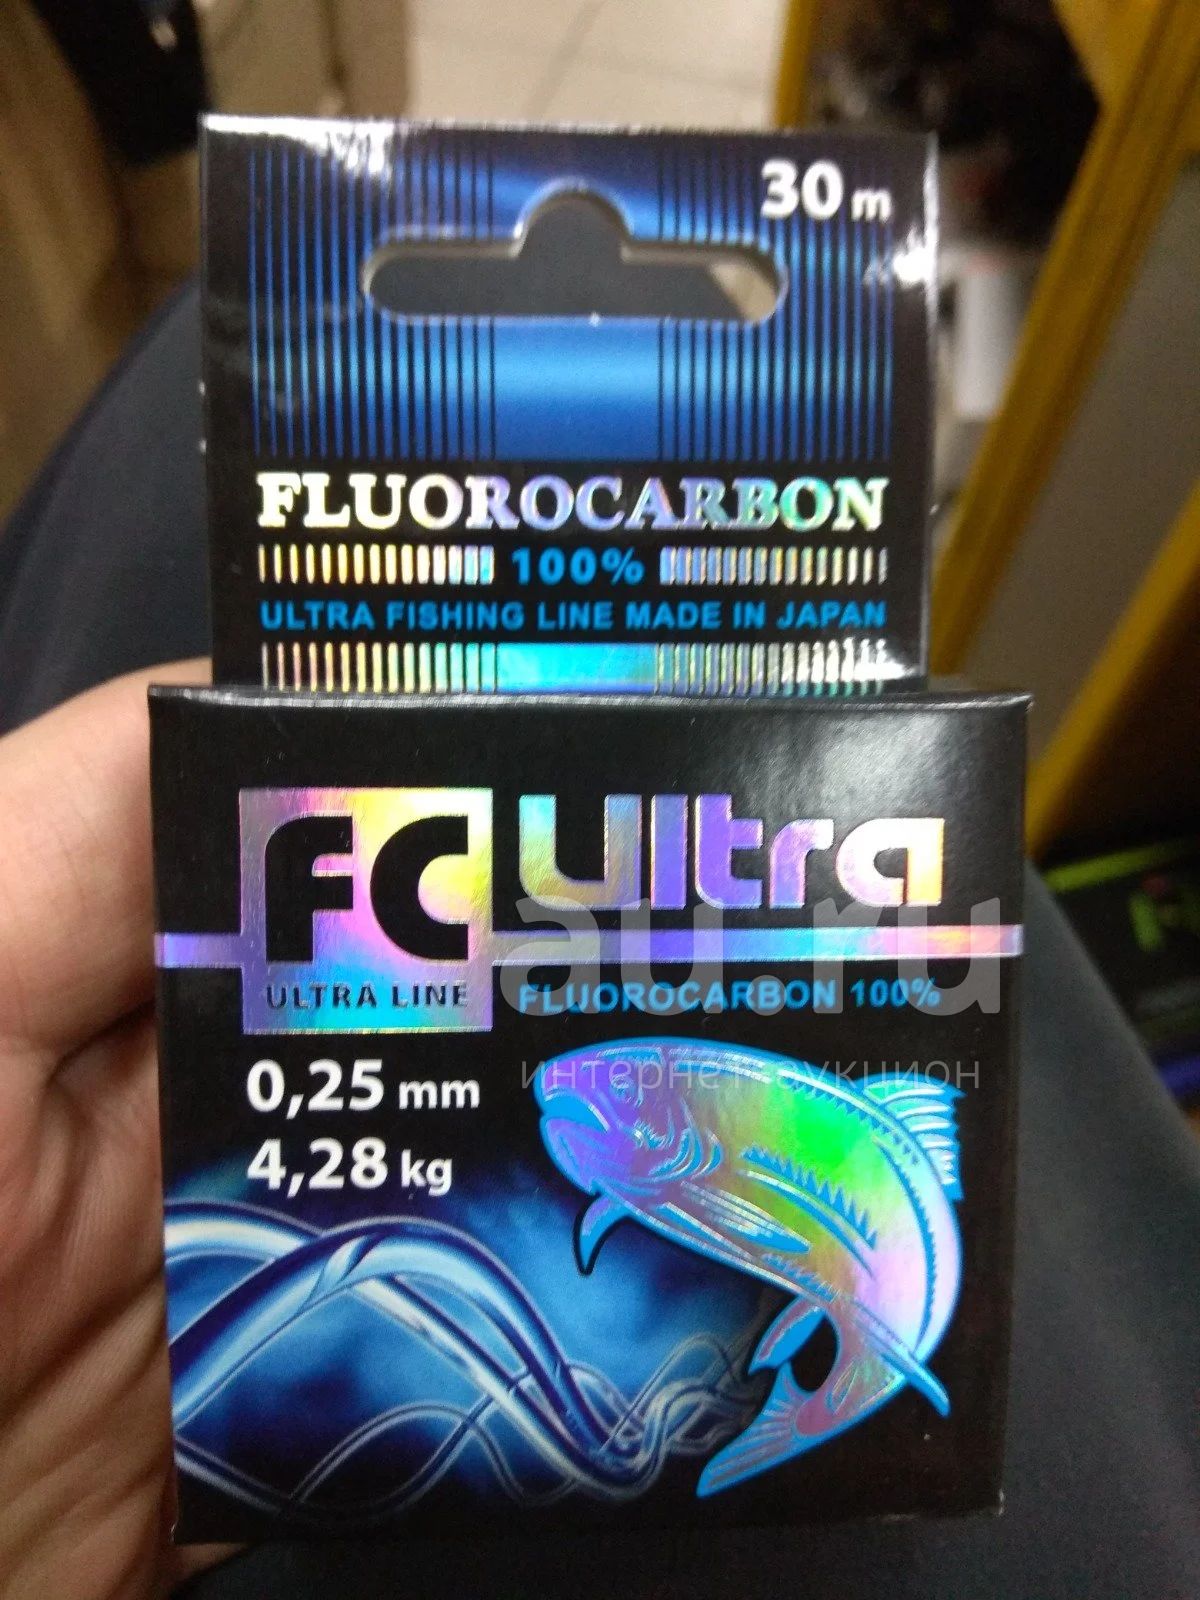 30 m
FLUOROCARBON
100%
ULTRA FISHING LINE MADE IN JAPAN
FC Ultra
ULTRA LINE
FLUOROCARBON 100%
au.ru
интернет-аукцион
0,25 mm
4,28 kg